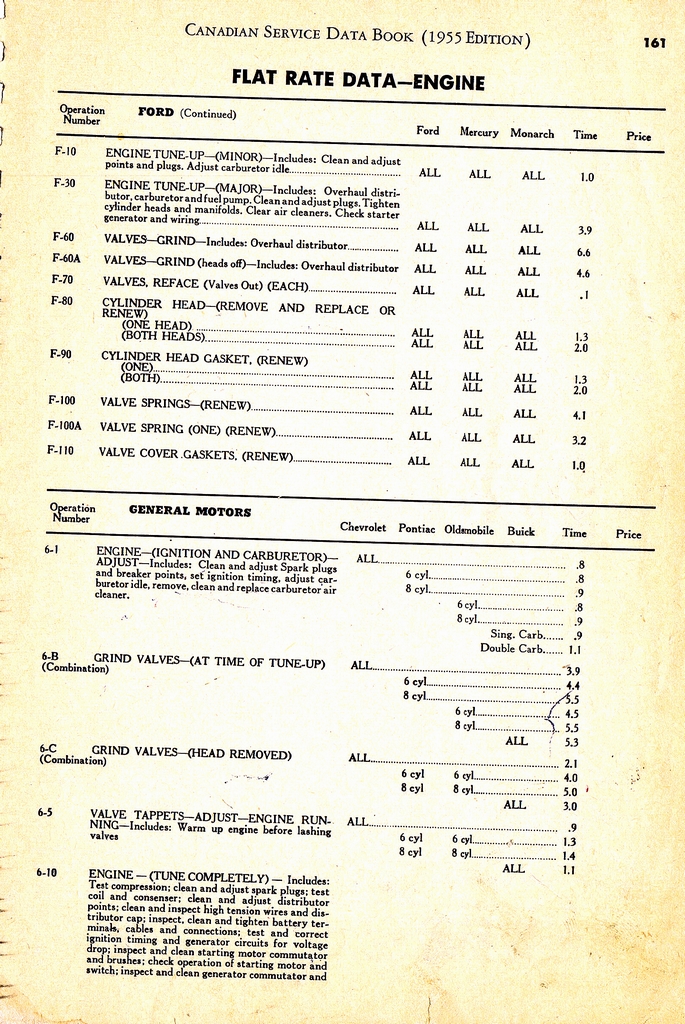 CANADIAN SERVICE DATA BOOK (1955 EDITION)
161
FLAT RATE DATA—ENGINE
Operation Number FORD (Continued) Ford Mercury Monarch Time Price
F-10 ENGINE TUNE-UP—(MINOR)—Includes: Clean and adjust
points and plugs. Adjust carburetor idle. ALL ALL ALL 1.0
F-30 ENGINE TUNE-UP—(MAJOR)—Includes: Overhaul distri-
butor, carburetor and fuel pump. Clean and adjust plugs. Tighten
cylinder heads and manifolds. Clear air cleaners. Check starter
generator and wiring. ALL ALL ALL 3.9
F-60 VALVES—GRIND—Includes: Overhaul distributor. ALL ALL ALL 6.6
F-60A VALVES—GRIND (heads off)—Includes: Overhaul distributor ALL ALL ALL 4.6
F-70 VALVES, REFACE (Valves Out) (EACH) ALL ALL ALL .1
F-80 CYLINDER HEAD—(REMOVE AND REPLACE OR
RENEW)
(ONE HEAD) ALL ALL ALL 1.3
(BOTH HEADS) ALL ALL ALL 2.0
F-90 CYLINDER HEAD GASKET, (RENEW)
(ONE) ALL ALL ALL 1.3
(BOTH) ALL ALL ALL 2.0
F-100 VALVE SPRINGS—(RENEW) ALL ALL ALL 4.1
F-100A VALVE SPRING (ONE) (RENEW) ALL ALL ALL 3.2
F-110 VALVE COVER GASKETS, (RENEW) ALL ALL ALL 1.0
Operation Number GENERAL MOTORS Chevrolet Pontiac Oldsmobile Buick Time Price
6-1 ENGINE—(IGNITION AND CARBURETOR)— ALL .8
ADJUST—Includes: Clean and adjust Spark plugs 6 cyl. .8
and breaker points, set ignition timing, adjust car- 8 cyl. .9
buretor idle, remove, clean and replace carburetor air 6 cyl. .8
cleaner. 8 cyl. .9
Sing. Carb. .9
Double Carb. 1.1
6-B (Combination) GRIND VALVES—(AT TIME OF TUNE-UP) ALL 3.9
6 cyl. 4.4
8 cyl. 5.5
6 cyl. 4.5
8 cyl. 5.5
ALL 5.3
6-C (Combination) GRIND VALVES—(HEAD REMOVED) ALL 2.1
6 cyl 6 cyl. 4.0
8 cyl 8 cyl. 5.0
ALL 3.0
6-5 VALVE TAPPETS—ADJUST—ENGINE RUN- ALL .9
NING—Includes: Warm up engine before lashing 6 cyl 6 cyl. 1.3
valves 8 cyl 8 cyl. 1.4
ALL 1.1
6-10 ENGINE — (TUNE COMPLETELY) — Includes:
Test compression; clean and adjust spark plugs; test
coil and consenser; clean and adjust distributor
points; clean and inspect high tension wires and dis-
tributor cap; inspect, clean and tighten battery ter-
minals, cables and connections; test and correct
ignition timing and generator circuits for voltage
drop; inspect and clean starting motor commutator
and brushes; check operation of starting motor and
switch; inspect and clean generator commutator and